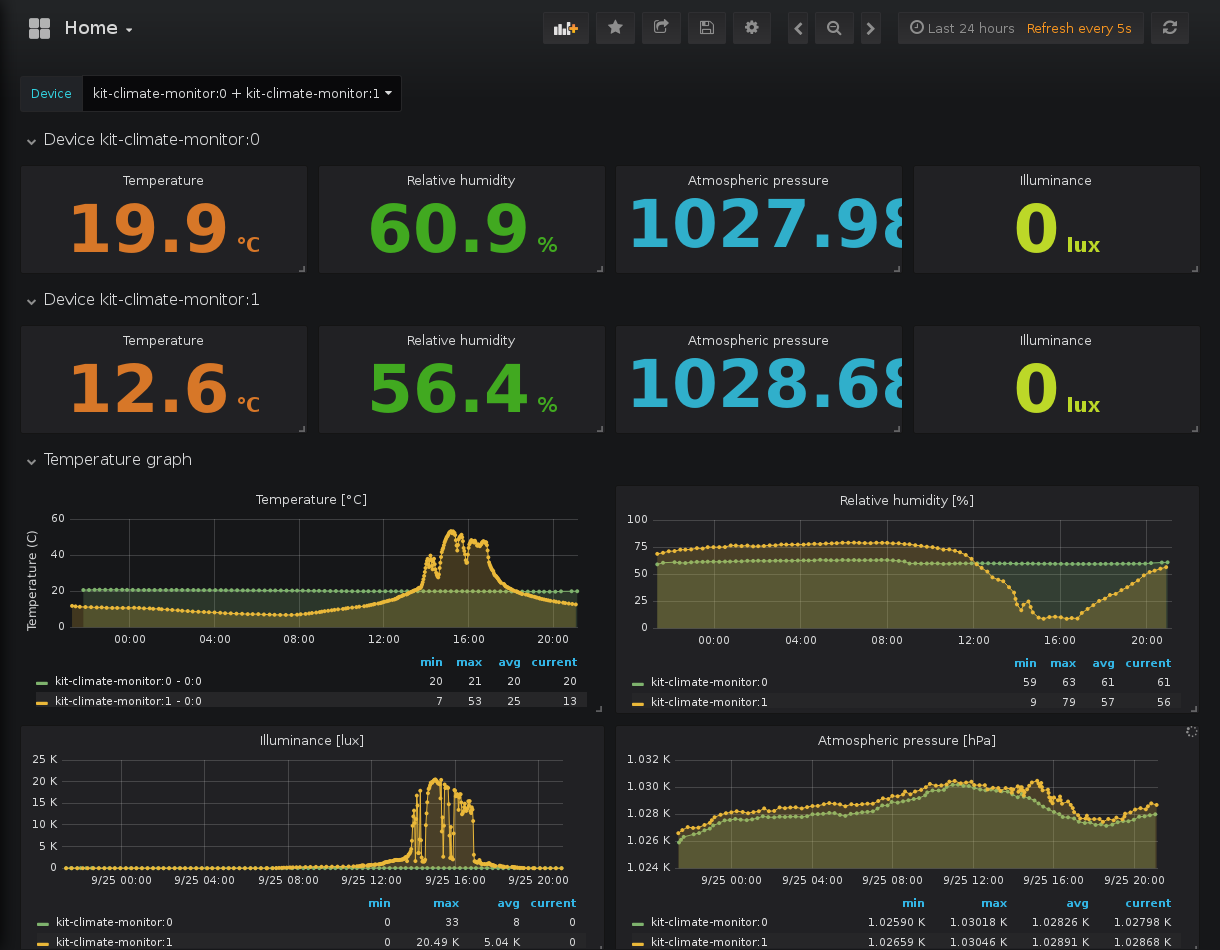 Home
Last 24 hours Refresh every 5s
Device kit-climate-monitor:0 + kit-climate-monitor:1
Device kit-climate-monitor:0
Temperature Relative humidity Atmospheric pressure Illuminance
19.9 °C 60.9 % 1027.98 0 lux
Device kit-climate-monitor:1
Temperature Relative humidity Atmospheric pressure Illuminance
12.6 °C 56.4 % 1028.68 0 lux
Temperature graph
Temperature [°C]
Temperature (C)
60
40
20
0
00:00 04:00 08:00 12:00 16:00 20:00
min max avg current
kit-climate-monitor:0 - 0:0 20 21 20 20
kit-climate-monitor:1 - 0:0 7 53 25 13
Relative humidity [%]
100
75
50
25
0
00:00 04:00 08:00 12:00 16:00 20:00
min max avg current
kit-climate-monitor:0 59 63 61 61
kit-climate-monitor:1 9 79 57 56
Illuminance [lux]
25 K
20 K
15 K
10 K
5 K
0
9/25 00:00 9/25 04:00 9/25 08:00 9/25 12:00 9/25 16:00 9/25 20:00
min max avg current
kit-climate-monitor:0 0 33 8 0
kit-climate-monitor:1 0 20.49 K 5.04 K 0
Atmospheric pressure [hPa]
1.032 K
1.030 K
1.028 K
1.026 K
1.024 K
9/25 00:00 9/25 04:00 9/25 08:00 9/25 12:00 9/25 16:00 9/25 20:00
min max avg current
kit-climate-monitor:0 1.02590 K 1.03018 K 1.02826 K 1.02798 K
kit-climate-monitor:1 1.02659 K 1.03046 K 1.02891 K 1.02868 K